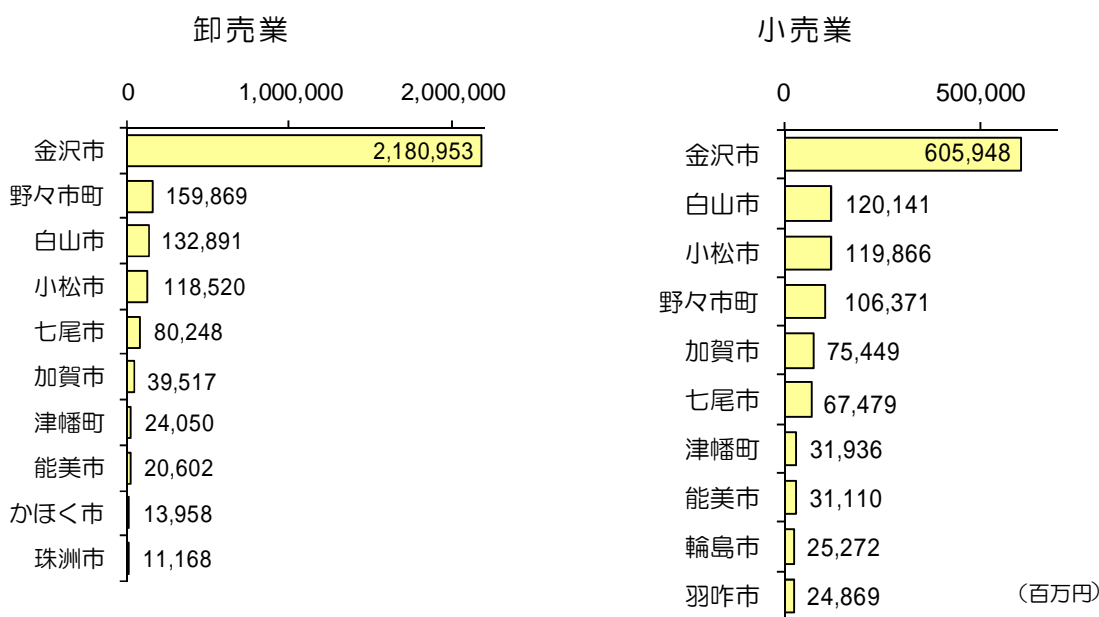 卸売業
0 1,000,000 2,000,000
金沢市 2,180,953
野々市町 159,869
白山市 132,891
小松市 118,520
七尾市 80,248
加賀市 39,517
津幡町 24,050
能美市 20,602
かほく市 13,958
珠洲市 11,168
小売業
0 500,000
金沢市 605,948
白山市 120,141
小松市 119,866
野々市町 106,371
加賀市 75,449
七尾市 67,479
津幡町 31,936
能美市 31,110
輪島市 25,272
羽咋市 24,869
（百万円）